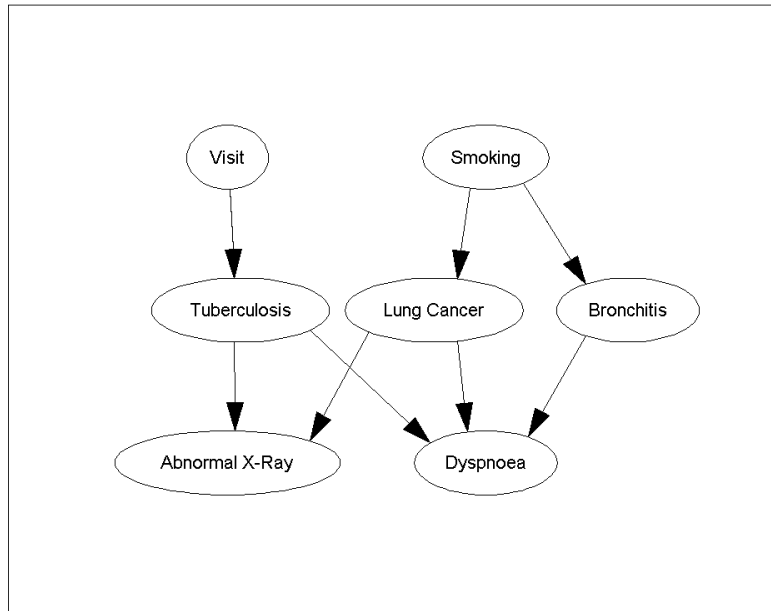 Visit
Smoking
Tuberculosis
Lung Cancer
Bronchitis
Abnormal X-Ray
Dyspnoea